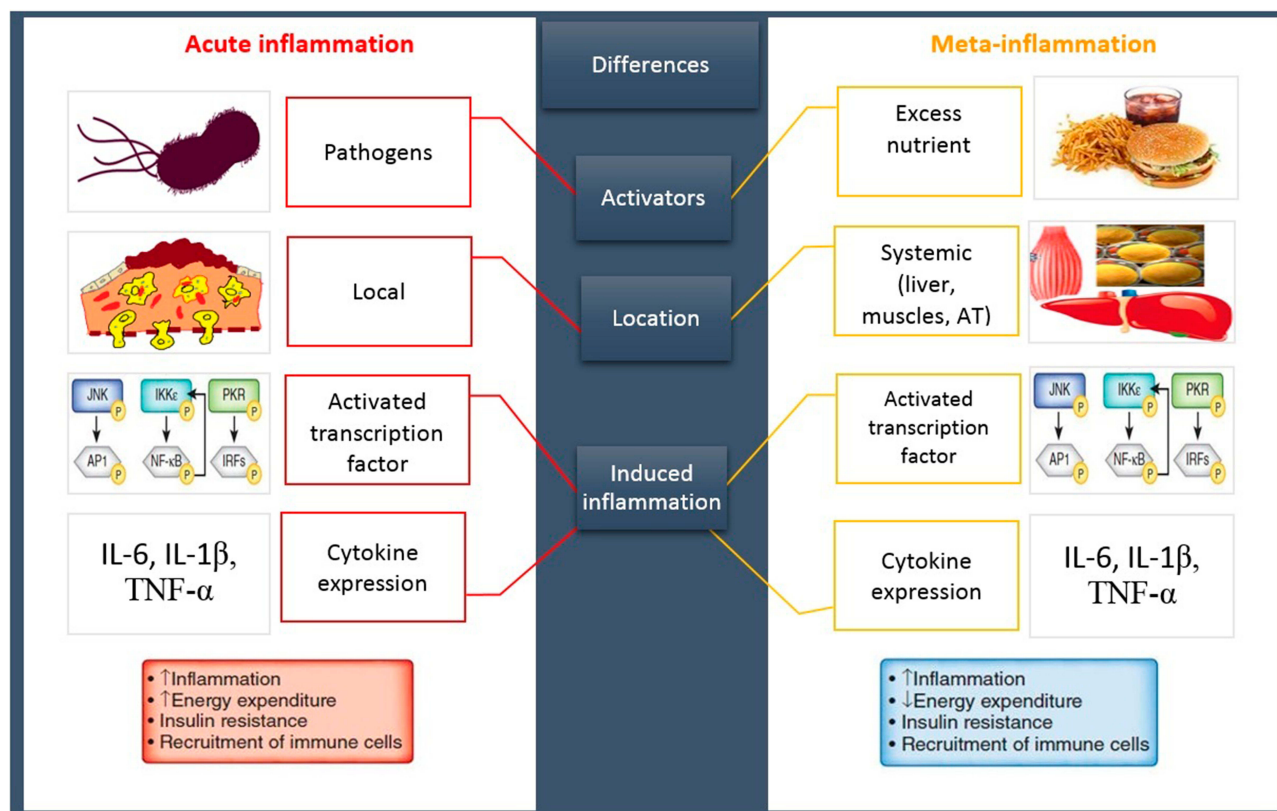 Acute inflammation
Differences
Meta-inflammation
Pathogens
Activators
Excess
nutrient
Local
Location
Systemic
(liver,
muscles, AT)
JNK
P
IKKε
P
PKR
P
AP1
P
NF-κB
P
IRFs
P
Activated
transcription
factor
Induced
inflammation
Activated
transcription
factor
JNK
P
IKKε
P
PKR
P
AP1
P
NF-κB
P
IRFs
P
IL-6, IL-1β,
TNF-α
Cytokine
expression
Cytokine
expression
IL-6, IL-1β,
TNF-α
• ↑Inflammation
• ↑Energy expenditure
• Insulin resistance
• Recruitment of immune cells
• ↑Inflammation
• ↓Energy expenditure
• Insulin resistance
• Recruitment of immune cells